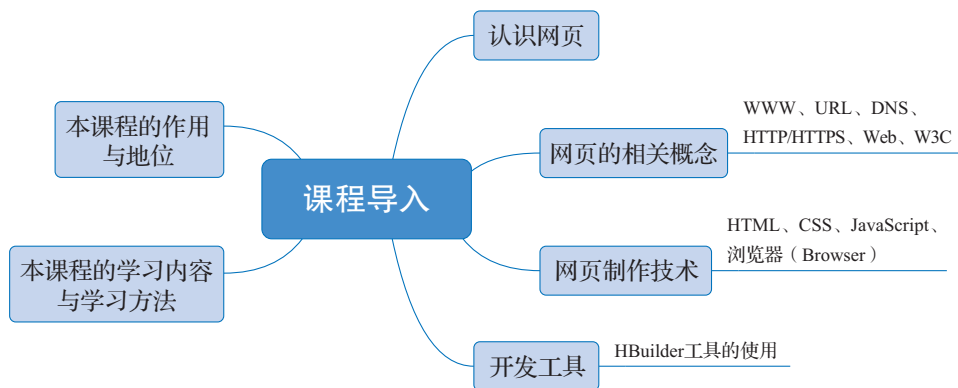 认识网页
本课程的作用
与地位
WWW、URL、DNS、
HTTP/HTTPS、Web、W3C
网页的相关概念
课程导入
HTML、CSS、JavaScript、
浏览器（Browser）
本课程的学习内容
与学习方法
网页制作技术
开发工具
HBuilder工具的使用